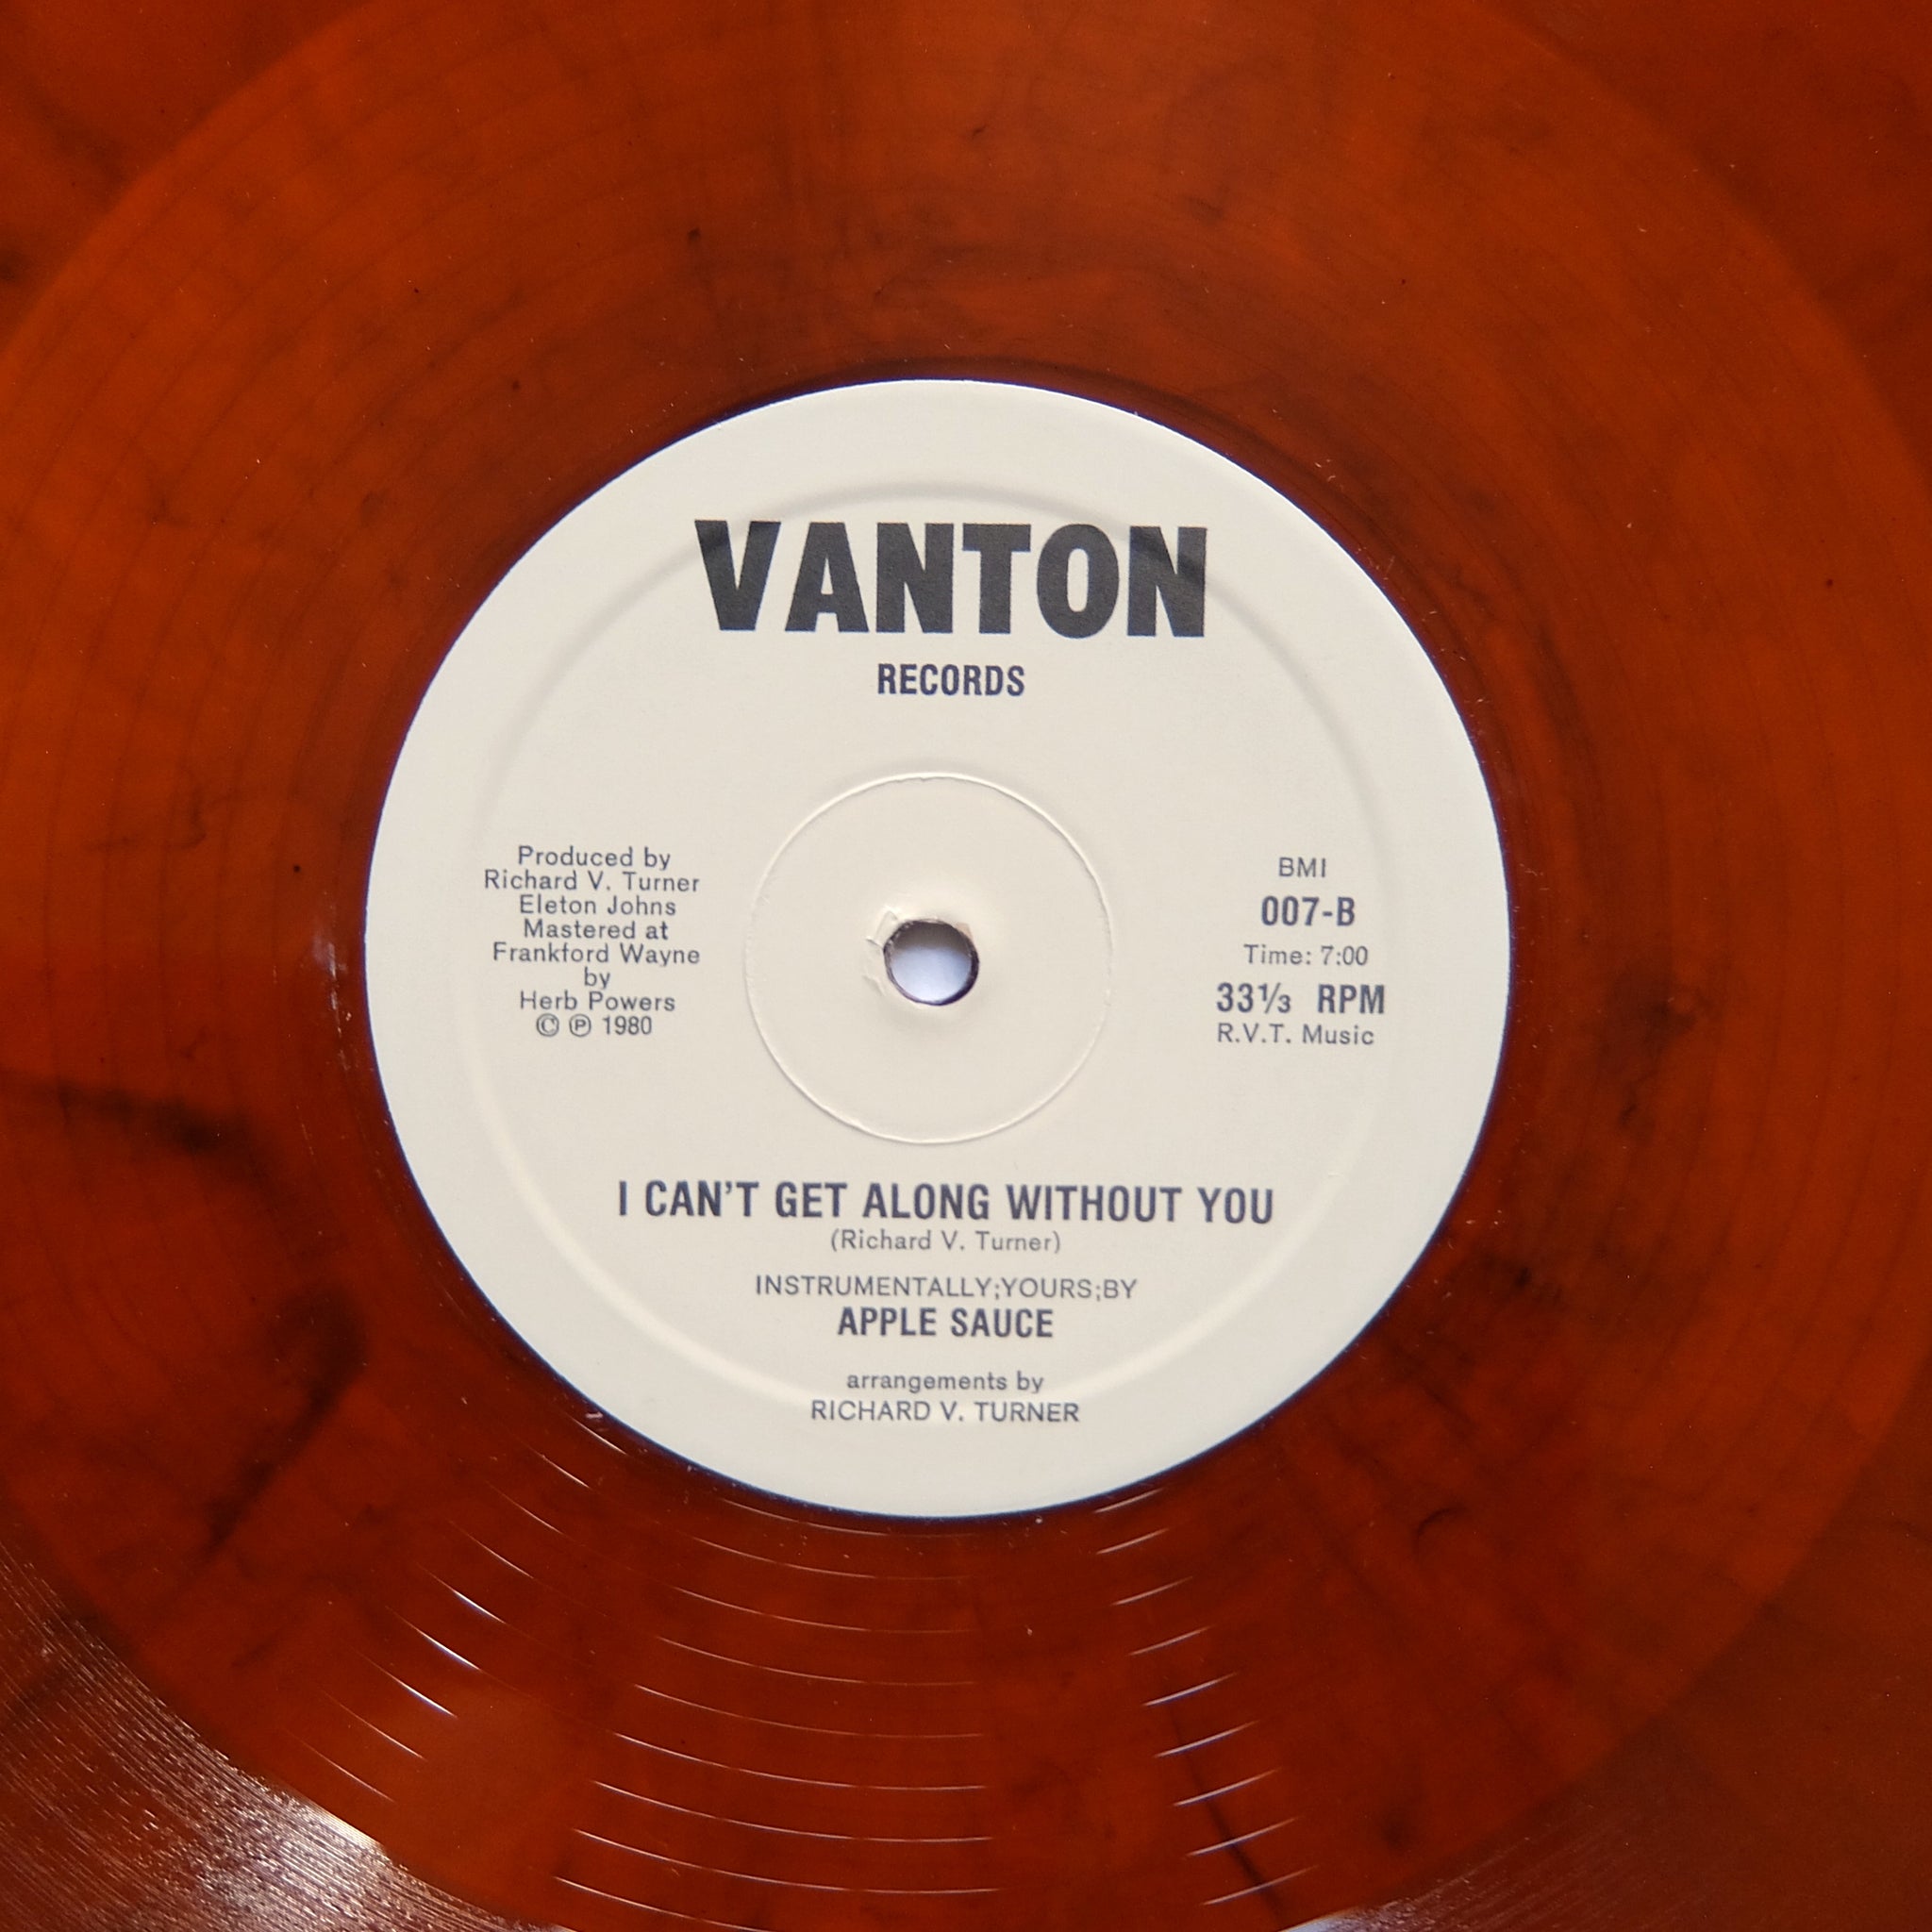 VANTON
RECORDS
Produced by
Richard V. Turner
Eleton Johns
Mastered at
Frankford Wayne
by
Herb Powers
© ℗ 1980
BMI
007-B
Time: 7:00
33⅓ RPM
R.V.T. Music
I CAN'T GET ALONG WITHOUT YOU
(Richard V. Turner)
INSTRUMENTALLY;YOURS;BY
APPLE SAUCE
arrangements by
RICHARD V. TURNER